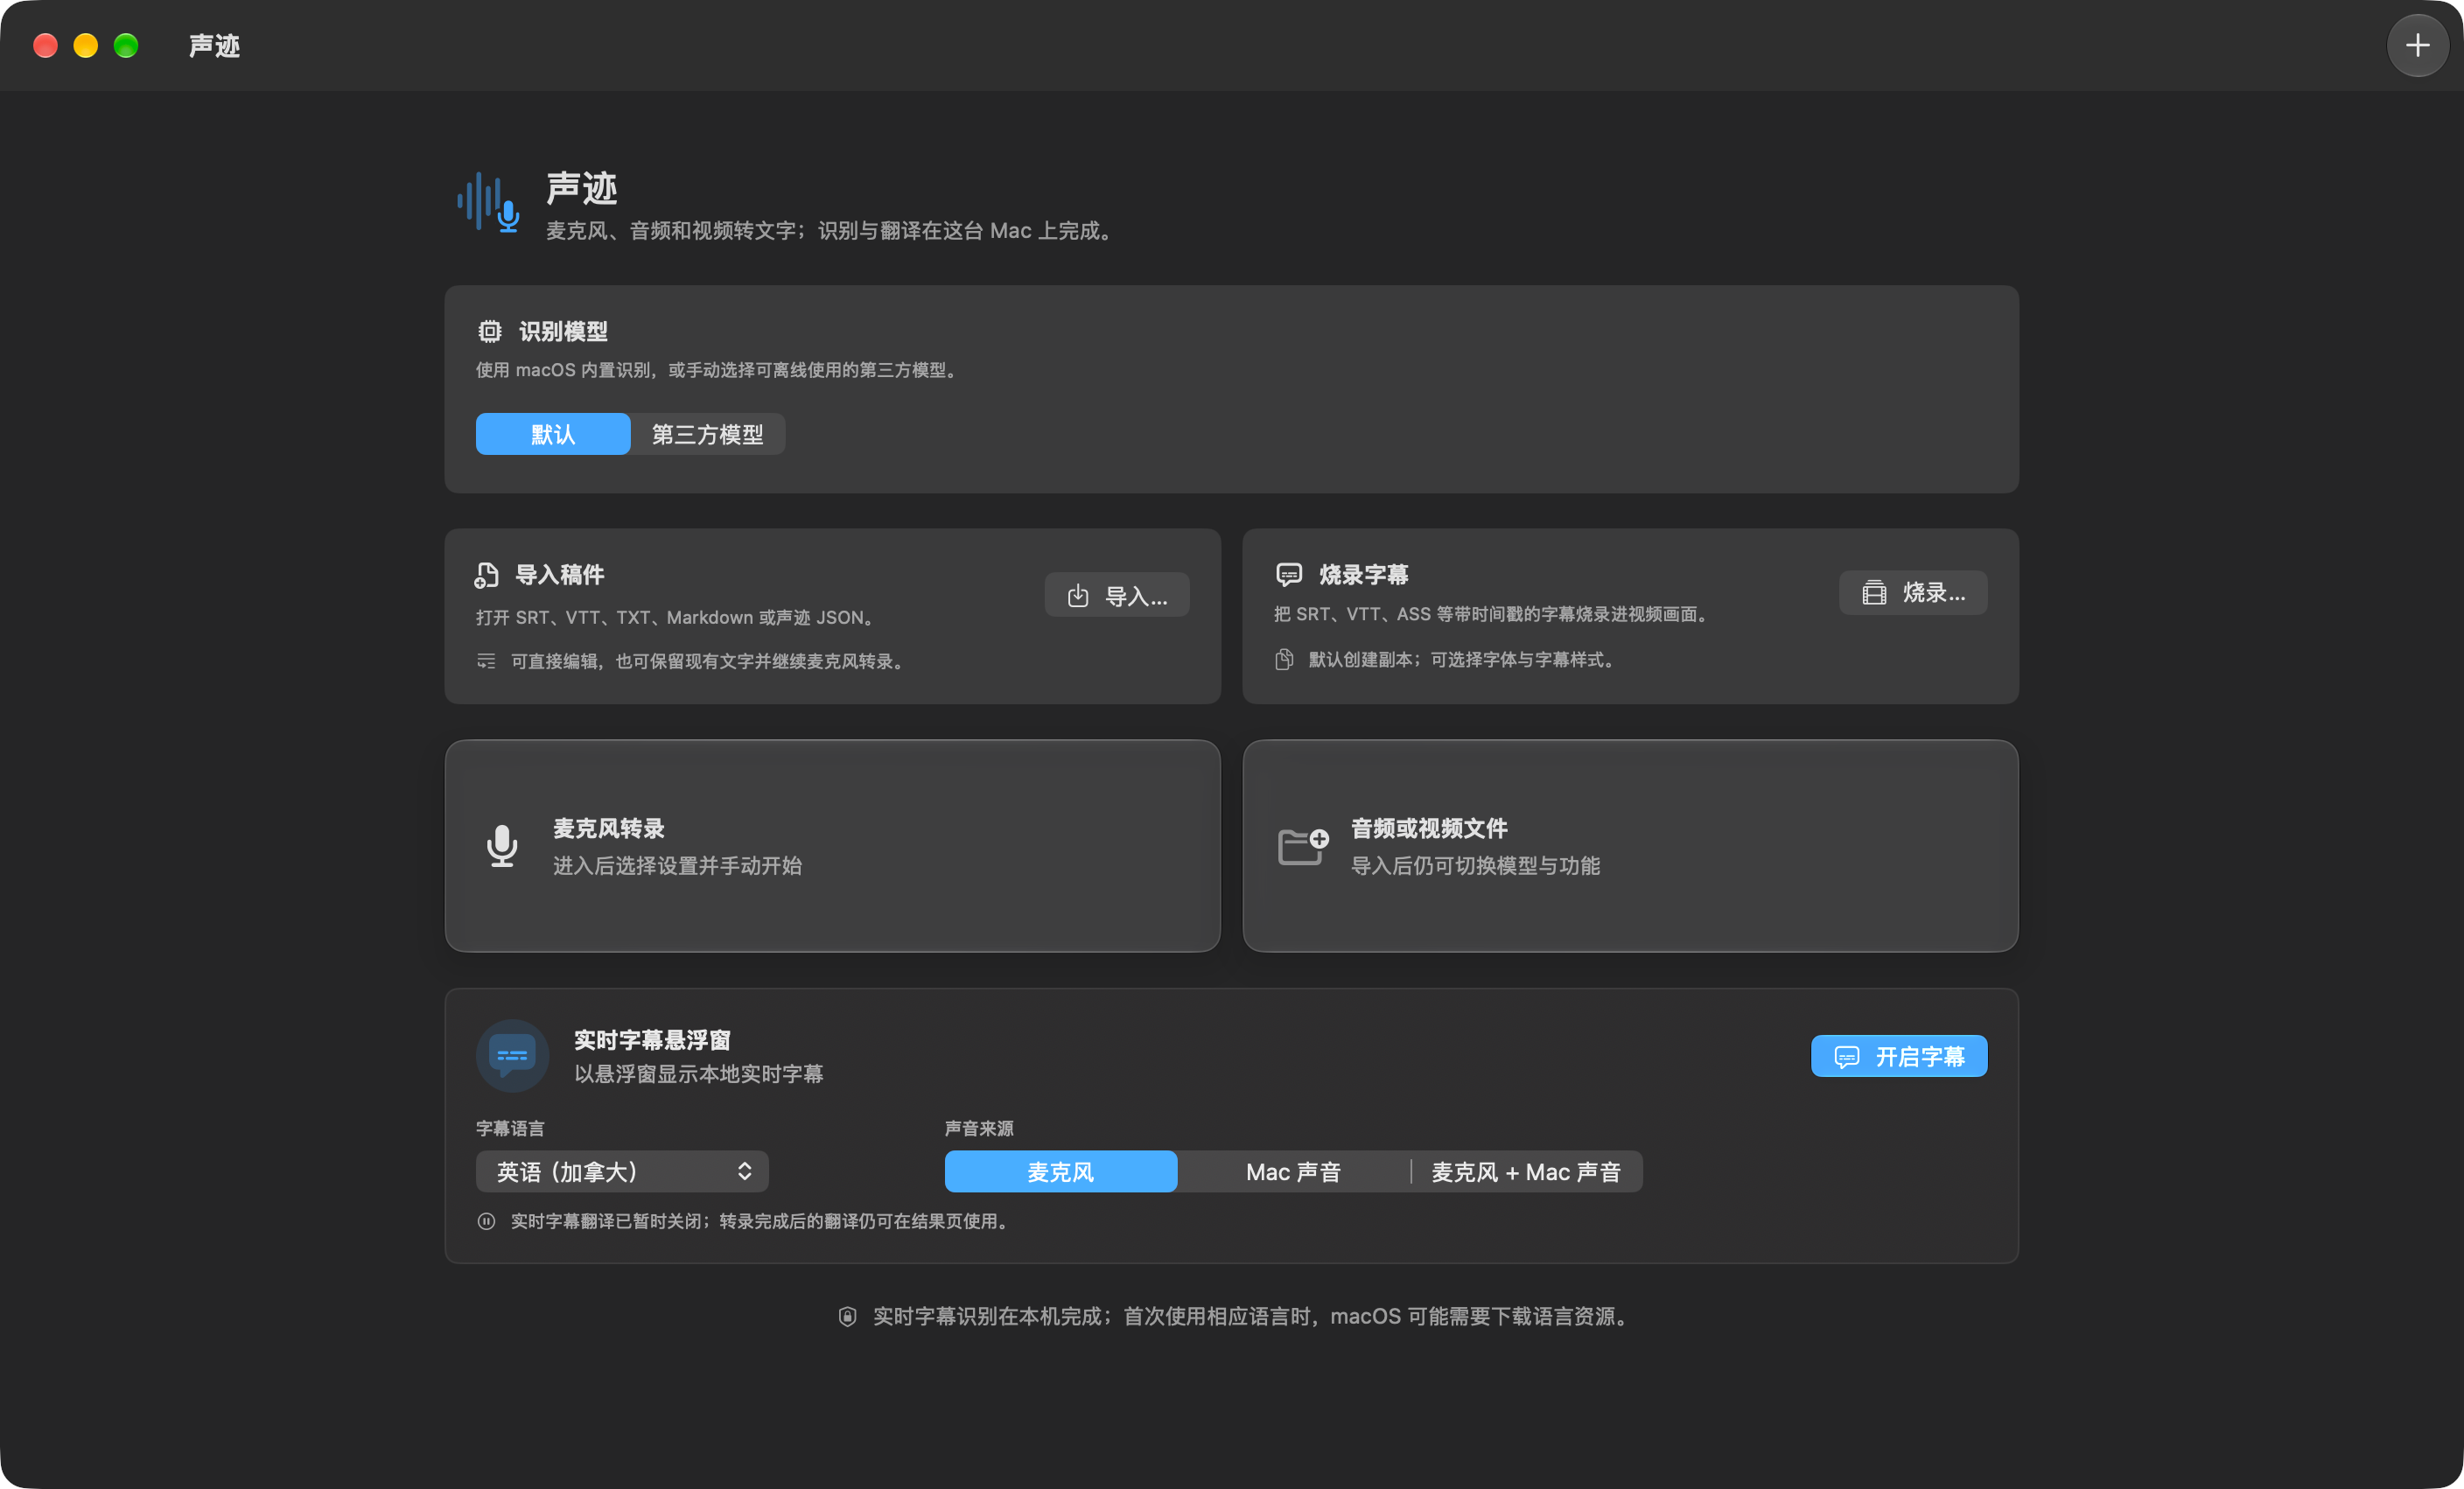 声迹
声迹
麦克风、音频和视频转文字；识别与翻译在这台 Mac 上完成。
识别模型
使用 macOS 内置识别，或手动选择可离线使用的第三方模型。
默认
第三方模型
导入稿件
打开 SRT、VTT、TXT、Markdown 或声迹 JSON。
可直接编辑，也可保留现有文字并继续麦克风转录。
导入...
烧录字幕
把 SRT、VTT、ASS 等带时间戳的字幕烧录进视频画面。
默认创建副本；可选择字体与字幕样式。
烧录...
麦克风转录
进入后选择设置并手动开始
音频或视频文件
导入后仍可切换模型与功能
实时字幕悬浮窗
以悬浮窗显示本地实时字幕
开启字幕
字幕语言
英语（加拿大）
声音来源
麦克风
Mac 声音
麦克风 + Mac 声音
实时字幕翻译已暂时关闭；转录完成后的翻译仍可在结果页使用。
实时字幕识别在本机完成；首次使用相应语言时，macOS 可能需要下载语言资源。